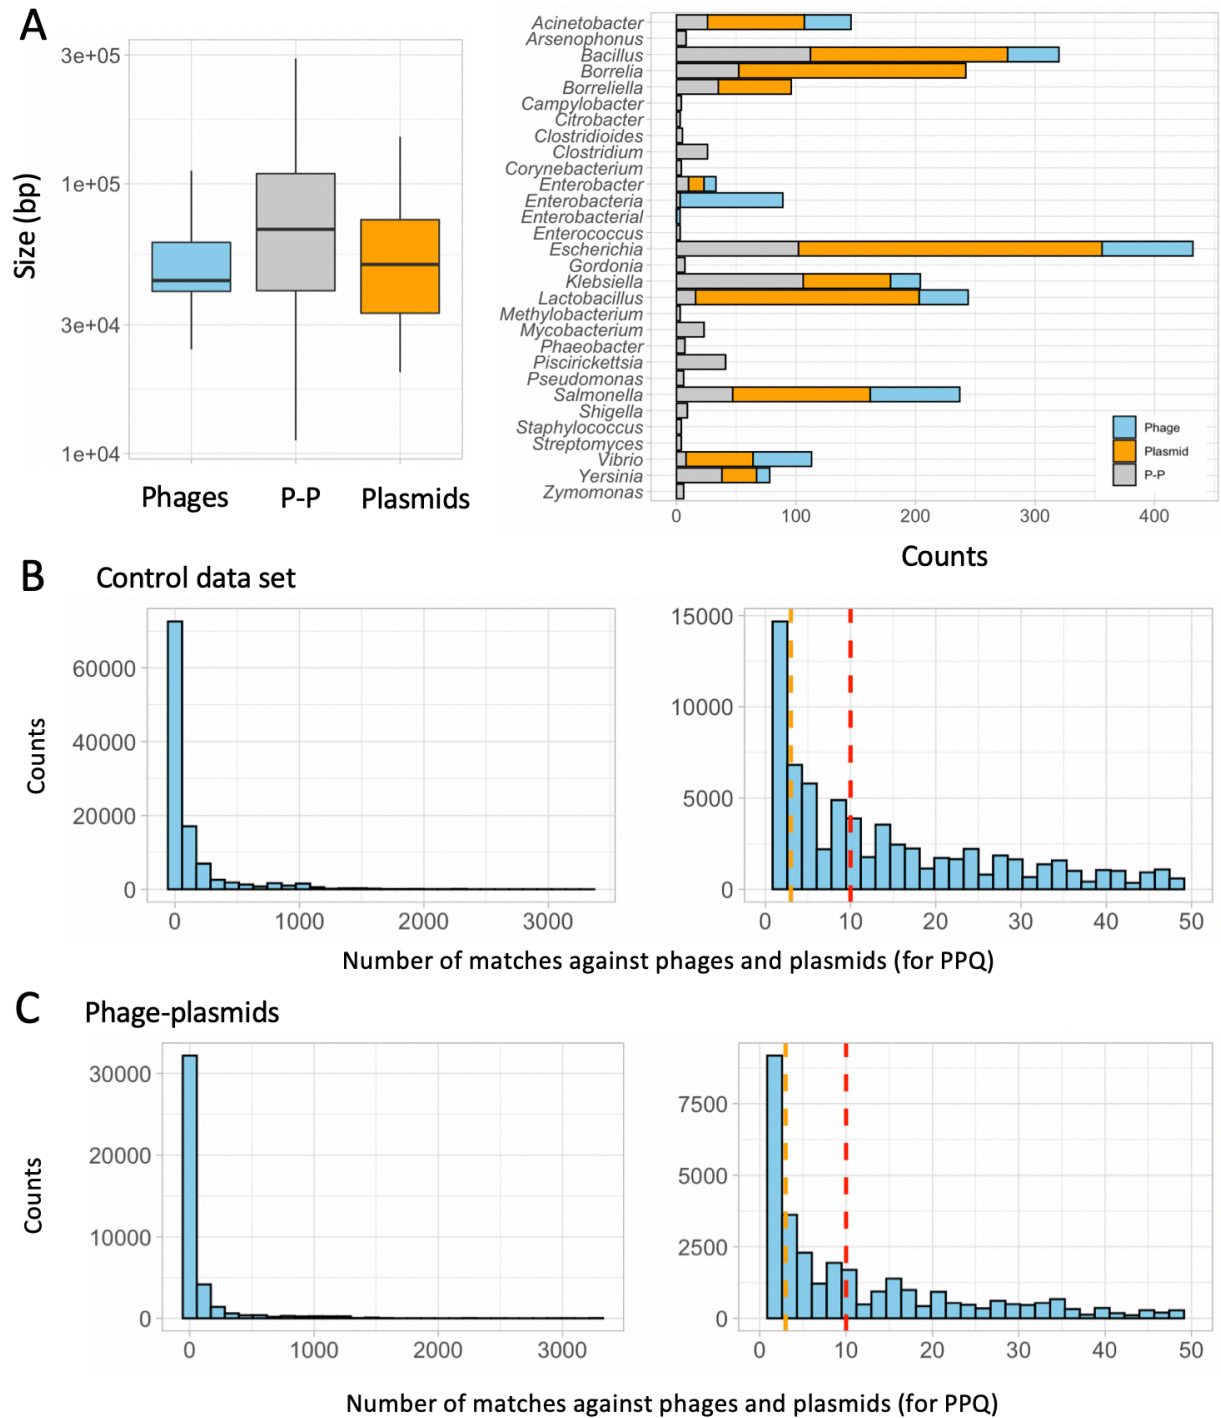 A
Size (bp)
3e+05
1e+05
3e+04
1e+04
Phages
P-P
Plasmids
Acinetobacter
Arsenophonus
Bacillus
Borrelia
Borreliella
Campylobacter
Citrobacter
Clostridioides
Clostridium
Corynebacterium
Enterobacter
Enterobacteria
Enterobacterial
Enterococcus
Escherichia
Gordonia
Klebsiella
Lactobacillus
Methylobacterium
Mycobacterium
Phaeobacter
Piscirickettsia
Pseudomonas
Salmonella
Shigella
Staphylococcus
Streptomyces
Vibrio
Yersinia
Zymomonas
Phage
Plasmid
P-P
0 100 200 300 400
Counts
B Control data set
Counts
60000
40000
20000
0
0 1000 2000 3000
15000
10000
5000
0
0 10 20 30 40 50
Number of matches against phages and plasmids (for PPQ)
C Phage-plasmids
Counts
30000
20000
10000
0
0 1000 2000 3000
7500
5000
2500
0
0 10 20 30 40 50
Number of matches against phages and plasmids (for PPQ)